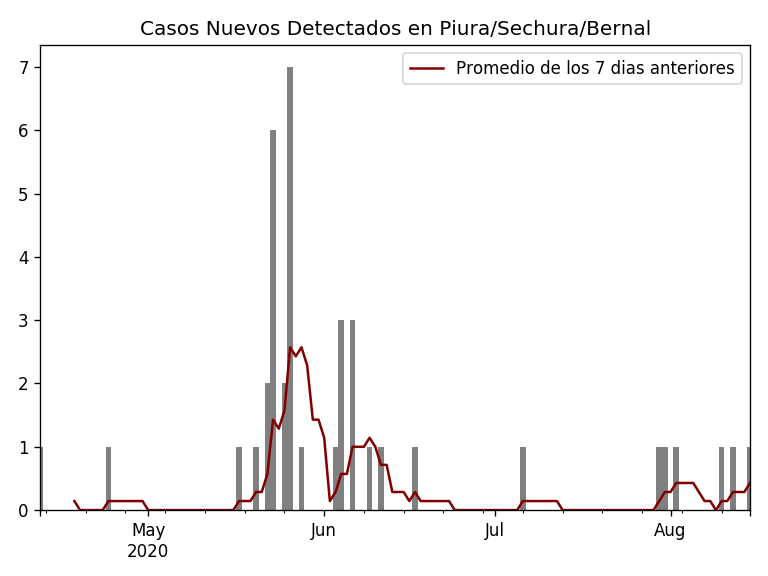 Casos Nuevos Detectados en Piura/Sechura/Bernal
Promedio de los 7 dias anteriores
7
6
5
4
3
2
1
0
May
2020
Jun
Jul
Aug